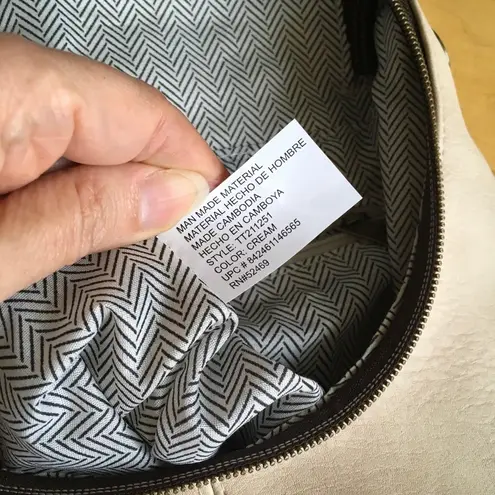 MAN MADE MATERIAL
MATERIAL HECHO DE HOMBRE
MADE CAMBODIA
HECHO EN CAMBOYA
STYLE: TT211251
COLOR: CREAM
UPC # 842461146565
RN#52469